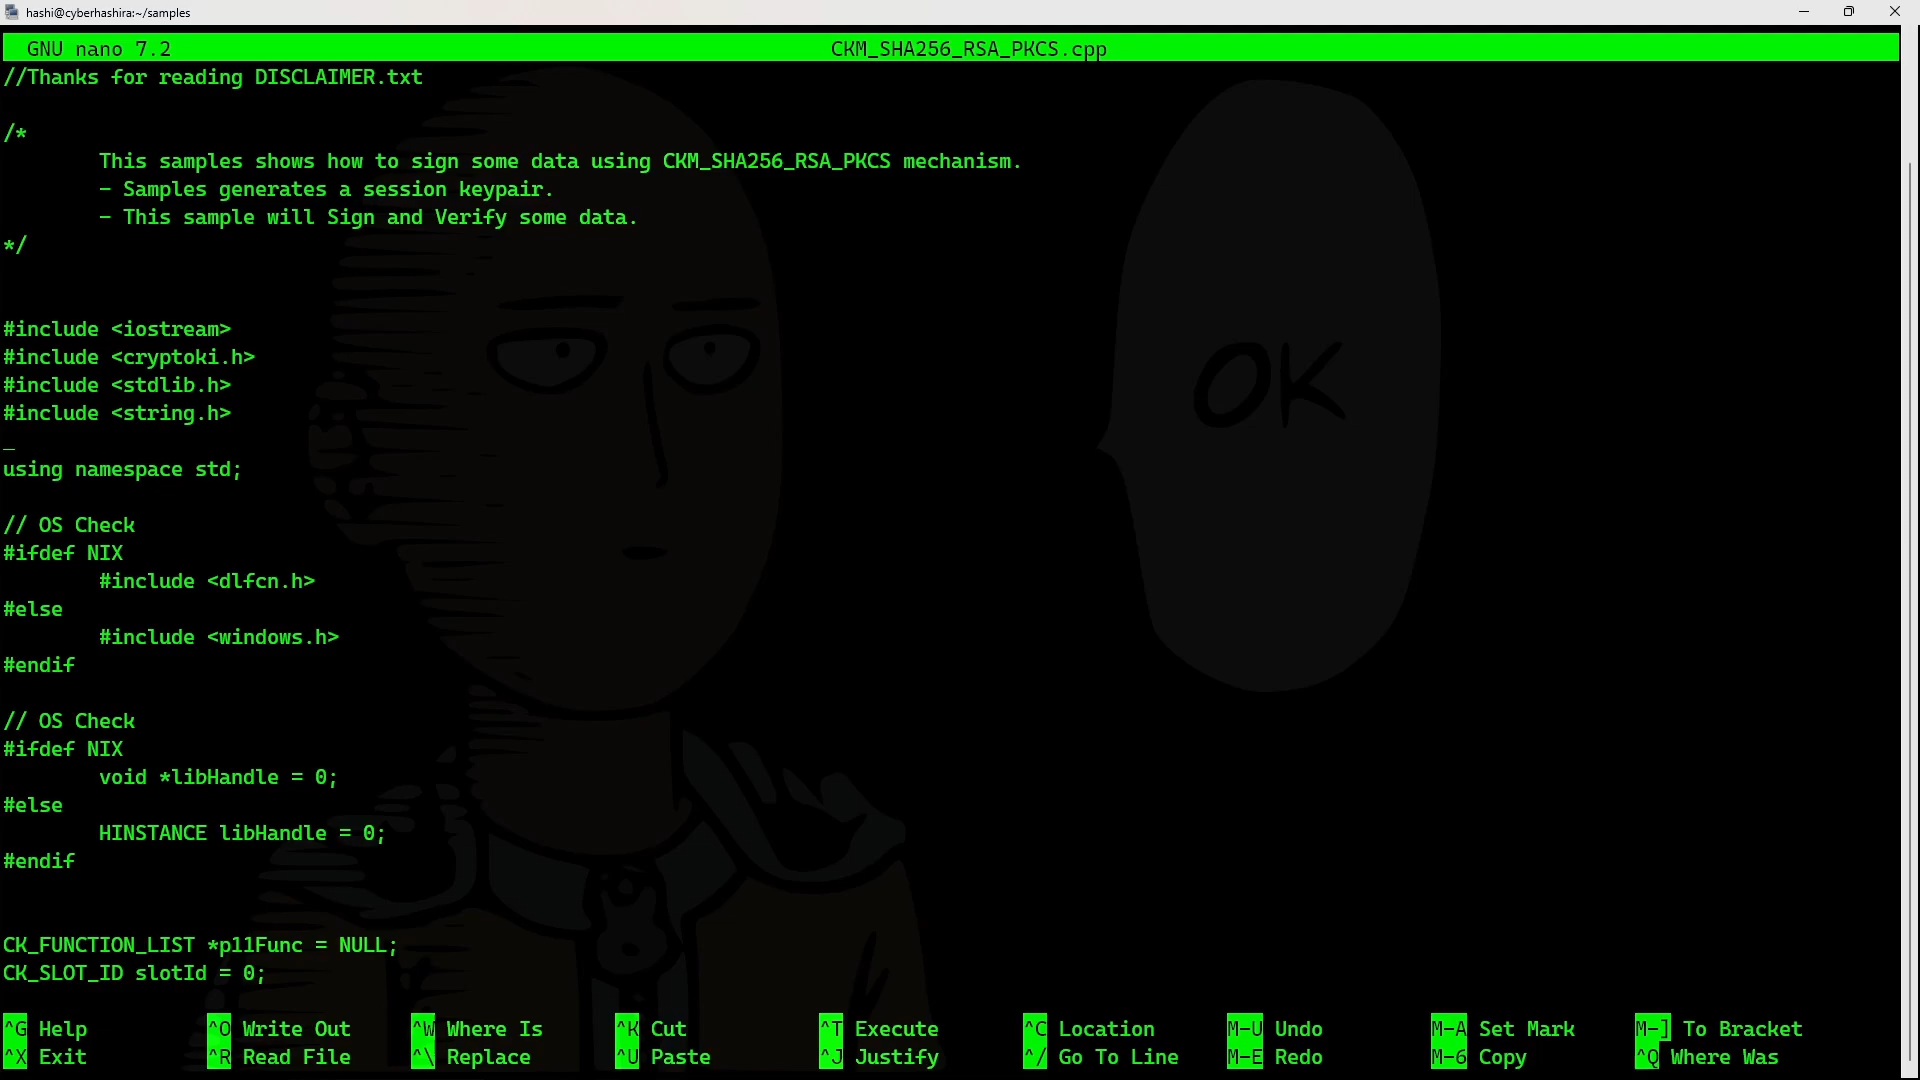 hashi@cyberhashira:~/samples
GNU nano 7.2 CKM_SHA256_RSA_PKCS.cpp
//Thanks for reading DISCLAIMER.txt
/*
This samples shows how to sign some data using CKM_SHA256_RSA_PKCS mechanism.
- Samples generates a session keypair.
- This sample will Sign and Verify some data.
*/
#include <iostream>
#include <cryptoki.h>
#include <stdlib.h>
#include <string.h>
using namespace std;
// OS Check
#ifdef NIX
#include <dlfcn.h>
#else
#include <windows.h>
#endif
// OS Check
#ifdef NIX
void *libHandle = 0;
#else
HINSTANCE libHandle = 0;
#endif
CK_FUNCTION_LIST *p11Func = NULL;
CK_SLOT_ID slotId = 0;
OK
^G Help ^O Write Out ^W Where Is ^K Cut ^T Execute ^C Location M-U Undo M-A Set Mark M-] To Bracket
^X Exit ^R Read File ^\ Replace ^U Paste ^J Justify ^/ Go To Line M-E Redo M-6 Copy ^Q Where Was